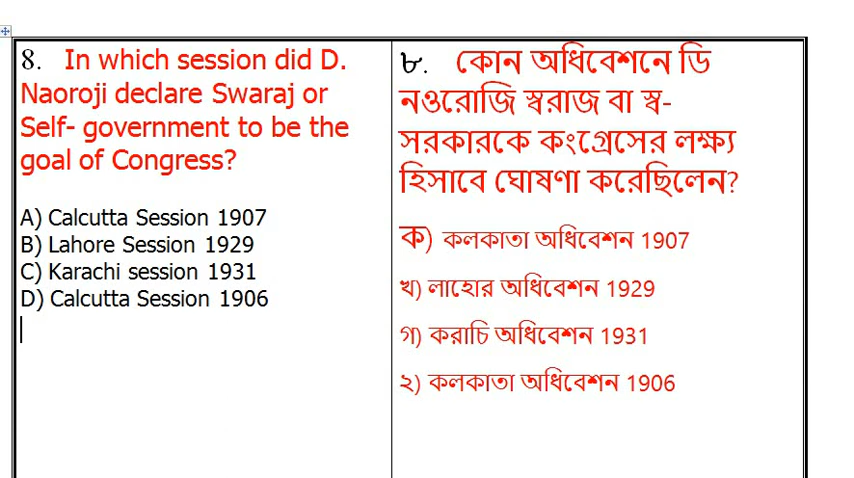 8. In which session did D.
Naoroji declare Swaraj or
Self- government to be the
goal of Congress?
A) Calcutta Session 1907
B) Lahore Session 1929
C) Karachi session 1931
D) Calcutta Session 1906
৮. কোন অধিবেশনে ডি
নওরোজি স্বরাজ বা স্ব-
সরকারকে কংগ্রেসের লক্ষ্য
হিসাবে ঘোষণা করেছিলেন?
ক) কলকাতা অধিবেশন 1907
খ) লাহোর অধিবেশন 1929
গ) করাচি অধিবেশন 1931
২) কলকাতা অধিবেশন 1906